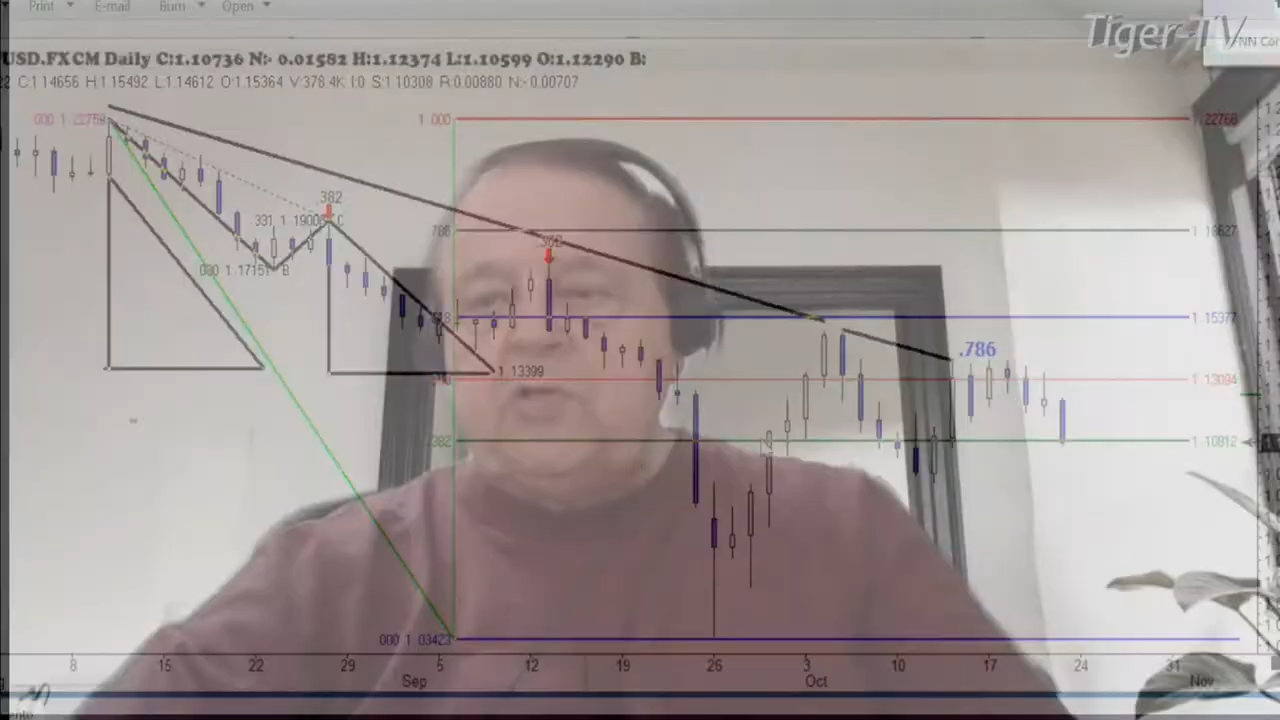 Print E-mail Burn Open
Tiger-TV
USD.FXCM Daily C:1.10736 N:- 0.01582 H:1.12374 L:1.10599 O:1.12290 B:
C:1.14656 H:1.15492 L:1.14612 O:1.15364 V:378.4K I:0 S:1.10308 R:0.00880 N:-0.00707
000 1.22759
1.000
1.22766
382
331 1.19006 C
786
1.18627
.382
000 1.17151 B
1.15377
.786
1.13399
1.13094
382
1.10812
000 1.03423
8 15 22 29 5 12 19 26 3 10 17 24 31
Sep Oct Nov